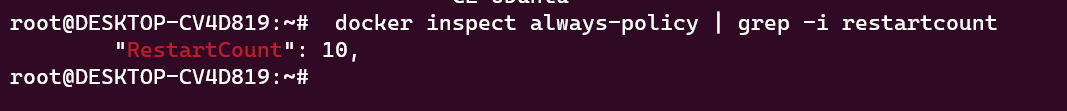 root@DESKTOP-CV4D819:~#  docker inspect always-policy | grep -i restartcount
        "RestartCount": 10,
root@DESKTOP-CV4D819:~#